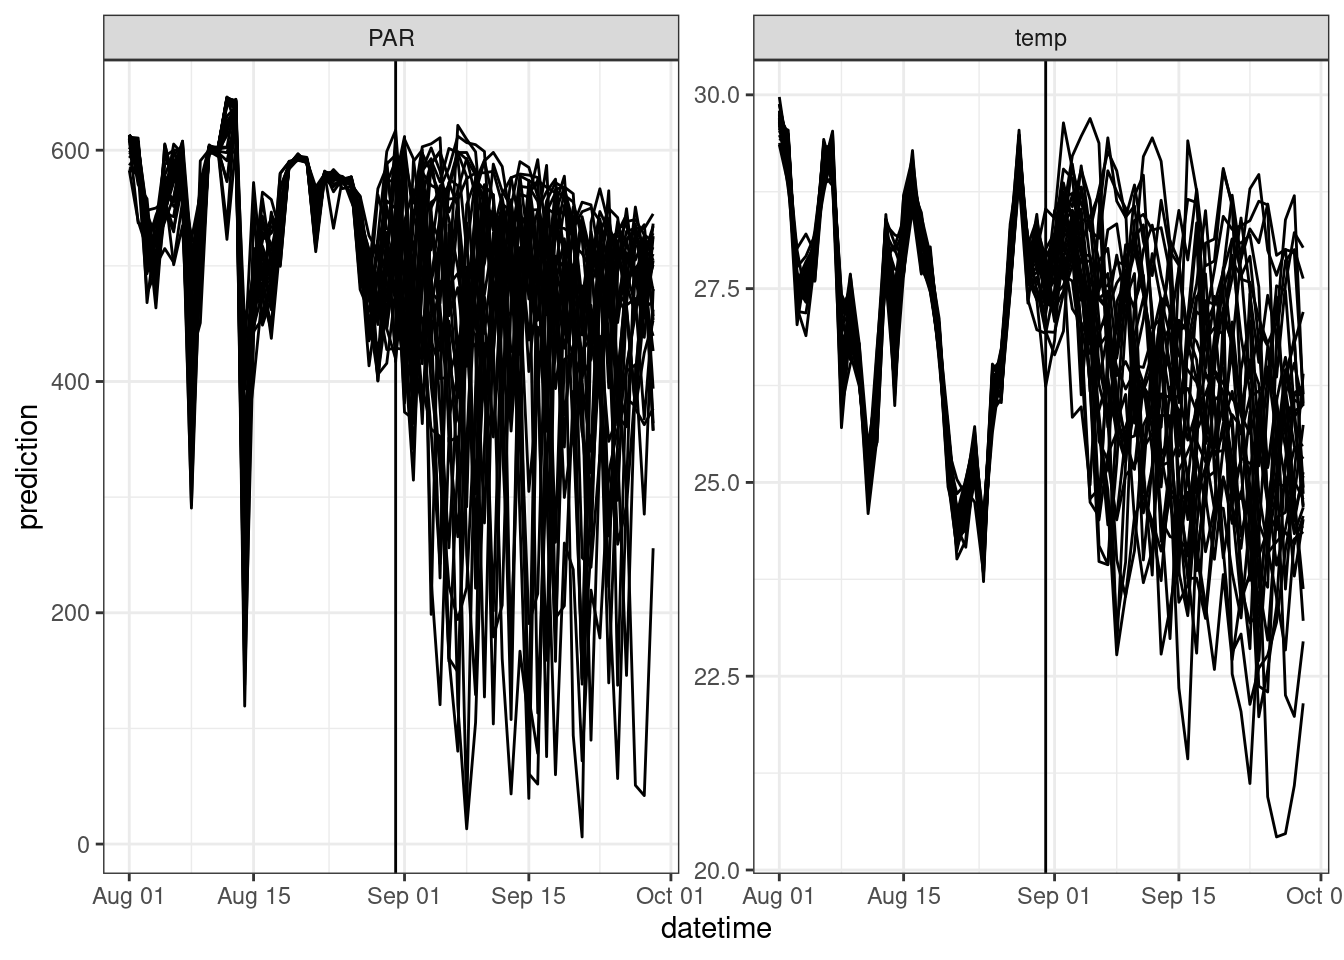 PAR
temp
prediction
600
400
200
0
30.0
27.5
25.0
22.5
20.0
Aug 01 Aug 15 Sep 01 Sep 15 Oct 01
Aug 01 Aug 15 Sep 01 Sep 15 Oct 0
datetime